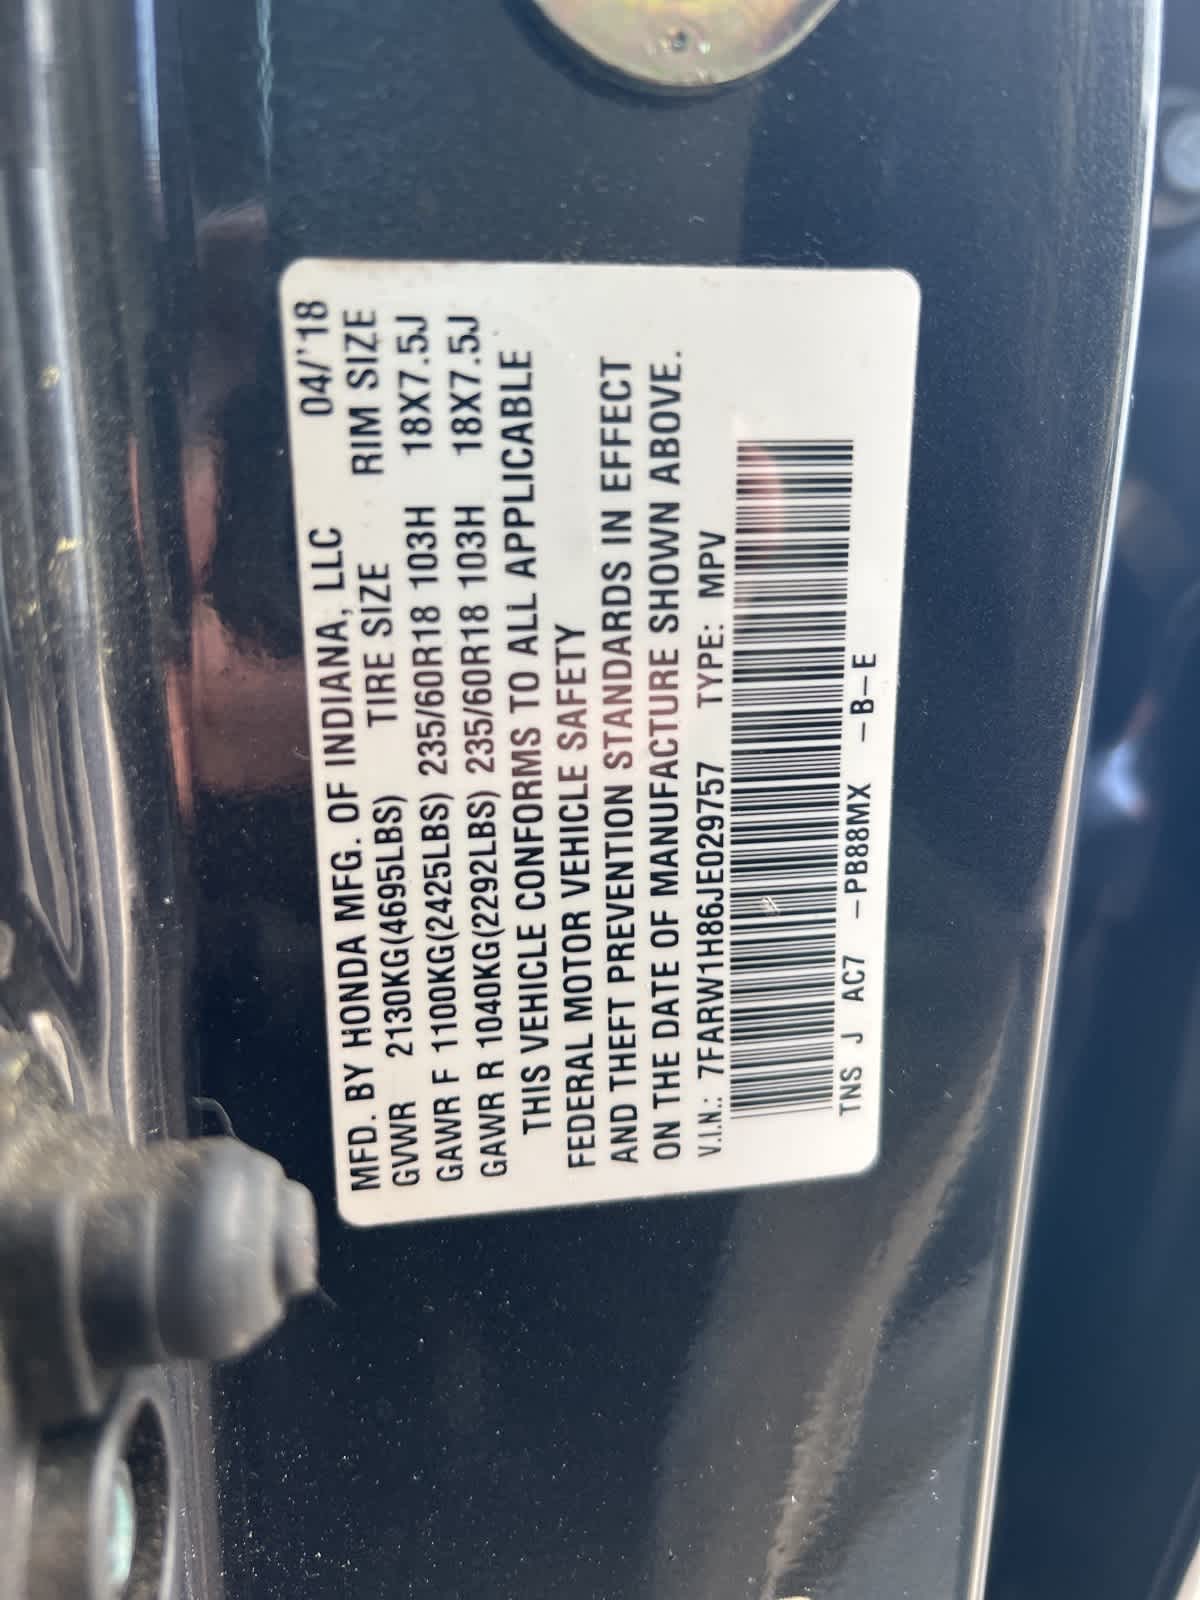 MFD. BY HONDA MFG. OF INDIANA, LLC 04/'18
GVWR 2130KG(4695LBS) TIRE SIZE RIM SIZE
GAWR F 1100KG(2425LBS) 235/60R18 103H 18X7.5J
GAWR R 1040KG(2292LBS) 235/60R18 103H 18X7.5J
THIS VEHICLE CONFORMS TO ALL APPLICABLE
FEDERAL MOTOR VEHICLE SAFETY
AND THEFT PREVENTION STANDARDS IN EFFECT
ON THE DATE OF MANUFACTURE SHOWN ABOVE.
V.I.N.: 7FARW1H86JE029757 TYPE: MPV
TNS J AC7 -PB88MX -B-E